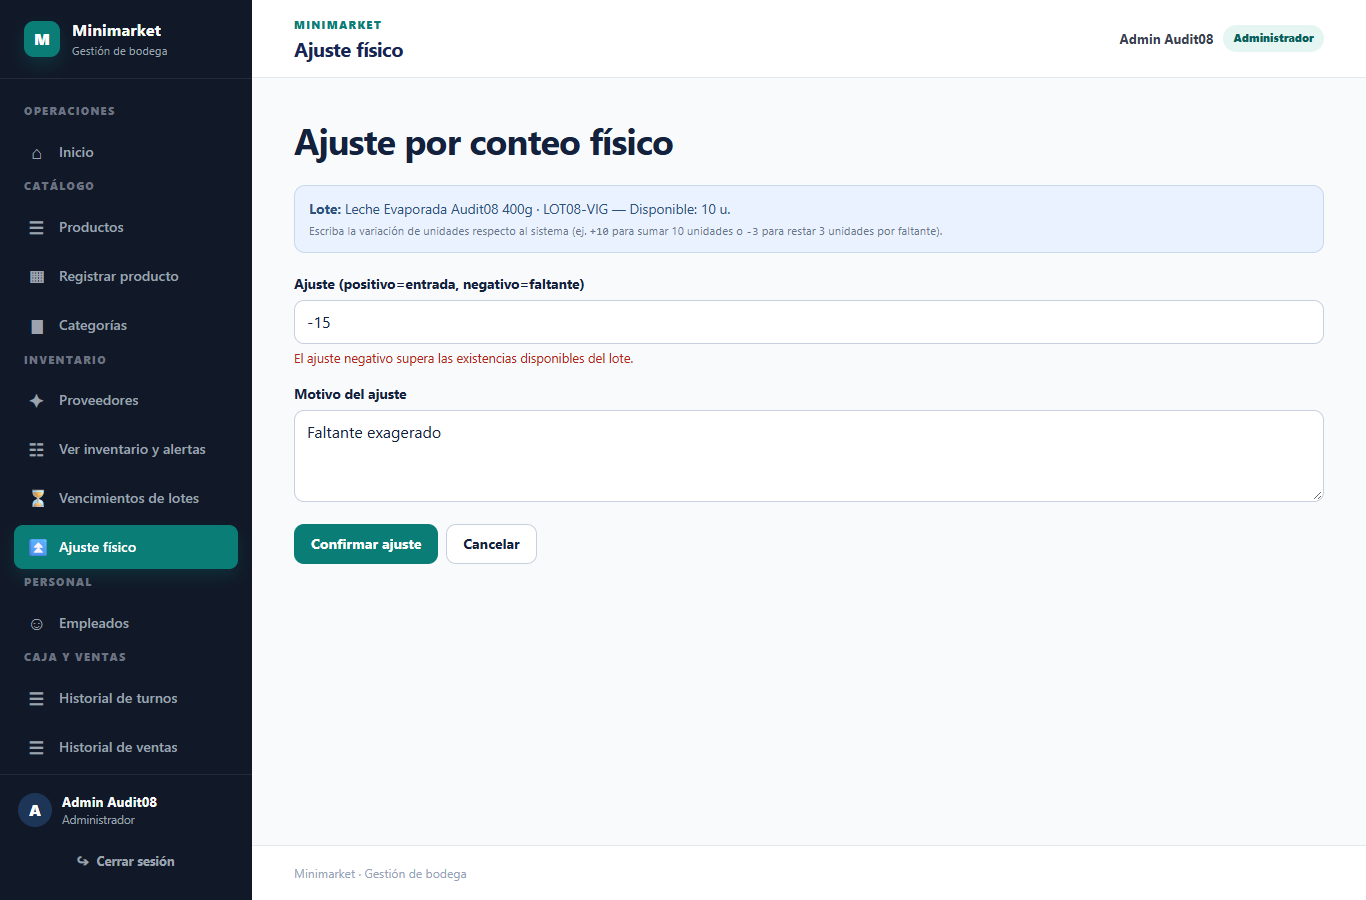 M
Minimarket
Gestión de bodega
OPERACIONES
Inicio
CATÁLOGO
Productos
Registrar producto
Categorías
INVENTARIO
Proveedores
Ver inventario y alertas
Vencimientos de lotes
Ajuste físico
PERSONAL
Empleados
CAJA Y VENTAS
Historial de turnos
Historial de ventas
A
Admin Audit08
Administrador
Cerrar sesión
MINIMARKET
Ajuste físico
Admin Audit08
Administrador
Ajuste por conteo físico
Lote: Leche Evaporada Audit08 400g · LOT08-VIG — Disponible: 10 u.
Escriba la variación de unidades respecto al sistema (ej. +10 para sumar 10 unidades o -3 para restar 3 unidades por faltante).
Ajuste (positivo=entrada, negativo=faltante)
-15
El ajuste negativo supera las existencias disponibles del lote.
Motivo del ajuste
Faltante exagerado
Confirmar ajuste
Cancelar
Minimarket · Gestión de bodega